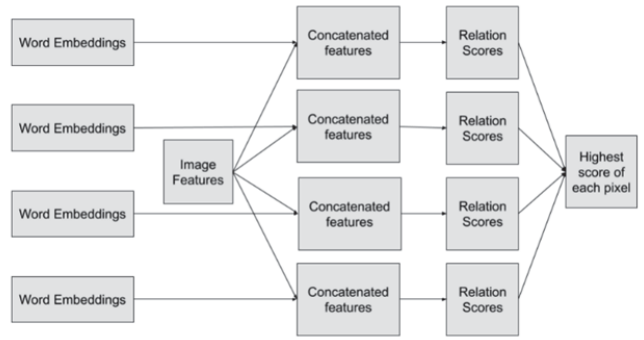 Word Embeddings
Concatenated
features
Relation
Scores
Word Embeddings
Concatenated
features
Relation
Scores
Image
Features
Highest
score of
each pixel
Word Embeddings
Concatenated
features
Relation
Scores
Word Embeddings
Concatenated
features
Relation
Scores